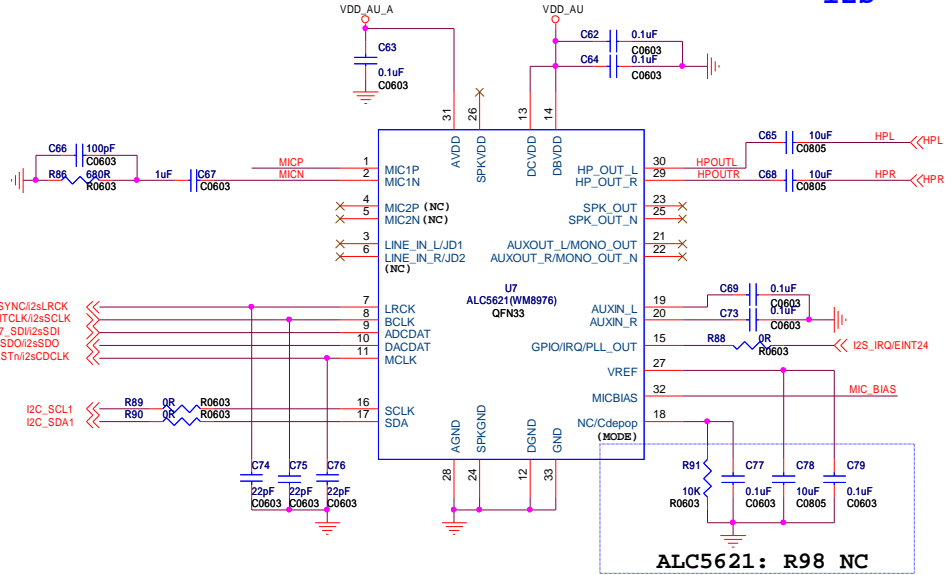 VDD_AU_A
VDD_AU
C63
0.1uF
C0603
C62
0.1uF
C0603
C64
0.1uF
C0603
31
26
13
14
AVDD
SPKVDD
DCVDD
DBVDD
C66
100pF
C0603
R86
680R
R0603
1uF
C67
C0603
MICP
MICN
1
2
MIC1P
MIC1N
4
5
MIC2P (NC)
MIC2N (NC)
3
6
LINE_IN_L/JD1
LINE_IN_R/JD2
(NC)
U7
ALC5621(WM8976)
QFN33
HP_OUT_L
HP_OUT_R
30
29
HPOUTL
HPOUTR
C65
10uF
C0805
HPL
HPL
C68
10uF
C0805
HPR
HPR
SPK_OUT
SPK_OUT_N
23
25
AUXOUT_L/MONO_OUT
AUXOUT_R/MONO_OUT_N
21
22
AUXIN_L
AUXIN_R
19
20
C69
0.1uF
C0603
C73
0.1uF
C0603
GPIO/IRQ/PLL_OUT
15
R88
0R
R0603
I2S_IRQ/EINT24
VREF
27
MICBIAS
32
MIC_BIAS
NC/Cdepop
(MODE)
18
SYNC/i2sLRCK
ITCLK/i2sSCLK
7_SDI/i2sSDI
SDO/i2sSDO
STn/i2sCDCLK
7
8
9
10
11
LRCK
BCLK
ADCDAT
DACDAT
MCLK
I2C_SCL1
I2C_SDA1
R89
0R
R0603
R90
0R
R0603
16
17
SCLK
SDA
AGND
SPKGND
DGND
GND
28
24
12
33
C74
22pF
C0603
C75
22pF
C0603
C76
22pF
C0603
R91
10K
R0603
C77
0.1uF
C0603
C78
10uF
C0805
C79
0.1uF
C0603
ALC5621: R98 NC